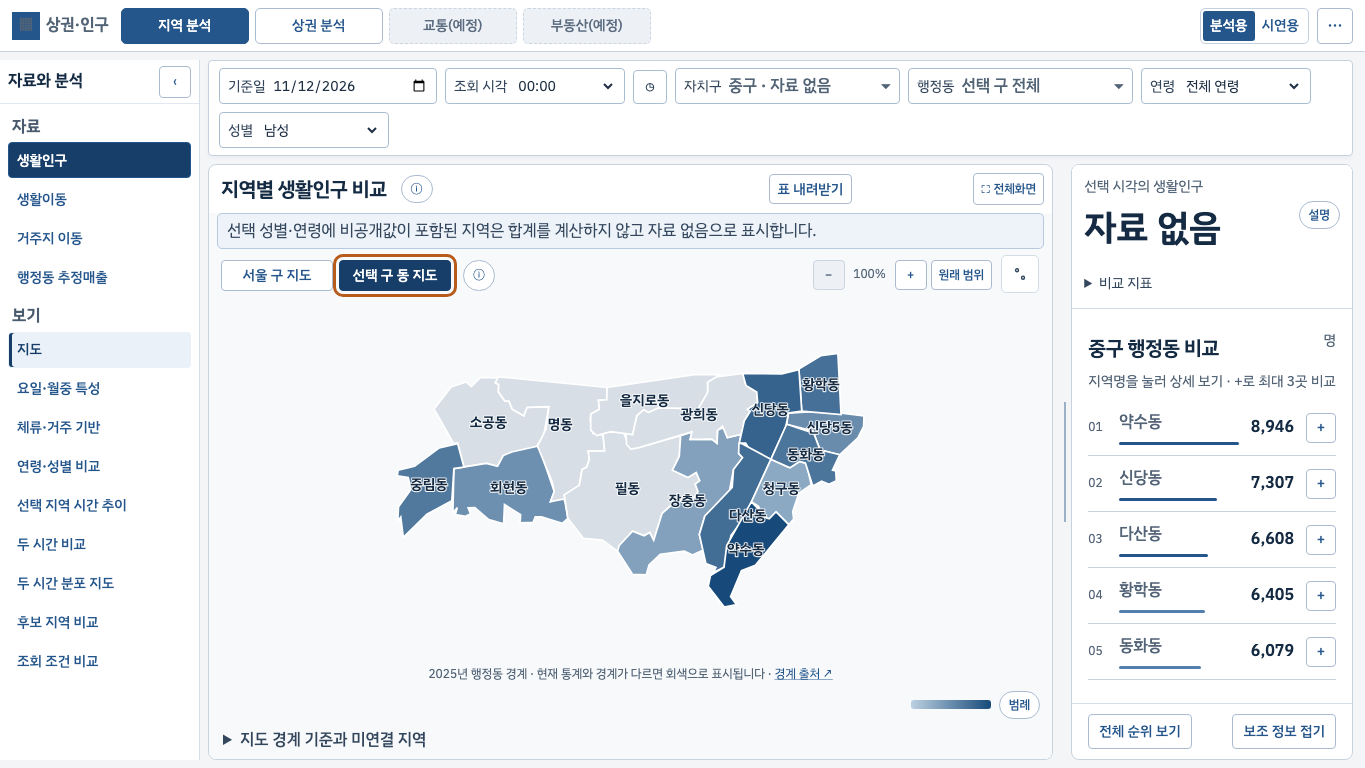 상권·인구
지역 분석
상권 분석
교통(예정)
부동산(예정)
분석용
시연용
···
자료와 분석
‹
자료
생활인구
생활이동
거주지 이동
행정동 추정매출
보기
지도
요일·월중 특성
체류·거주 기반
연령·성별 비교
선택 지역 시간 추이
두 시간 비교
두 시간 분포 지도
후보 지역 비교
조회 조건 비교
기준일 11/12/2026
조회 시각 00:00
자치구 중구 · 자료 없음
행정동 선택 구 전체
연령 전체 연령
성별 남성
지역별 생활인구 비교
ⓘ
표 내려받기
전체화면
선택 성별·연령에 비공개값이 포함된 지역은 합계를 계산하지 않고 자료 없음으로 표시합니다.
서울 구 지도
선택 구 동 지도
ⓘ
−
100%
+
원래 범위
황학동
을지로동
신당동
광희동
소공동
명동
신당5동
동화동
중림동
회현동
필동
청구동
장충동
다산동
약수동
2025년 행정동 경계 · 현재 통계와 경계가 다르면 회색으로 표시됩니다 · 경계 출처 ↗
범례
▶ 지도 경계 기준과 미연결 지역
선택 시각의 생활인구
자료 없음
설명
▶ 비교 지표
중구 행정동 비교
명
지역명을 눌러 상세 보기 · +로 최대 3곳 비교
01 약수동 8,946 +
02 신당동 7,307 +
03 다산동 6,608 +
04 황학동 6,405 +
05 동화동 6,079 +
전체 순위 보기
보조 정보 접기